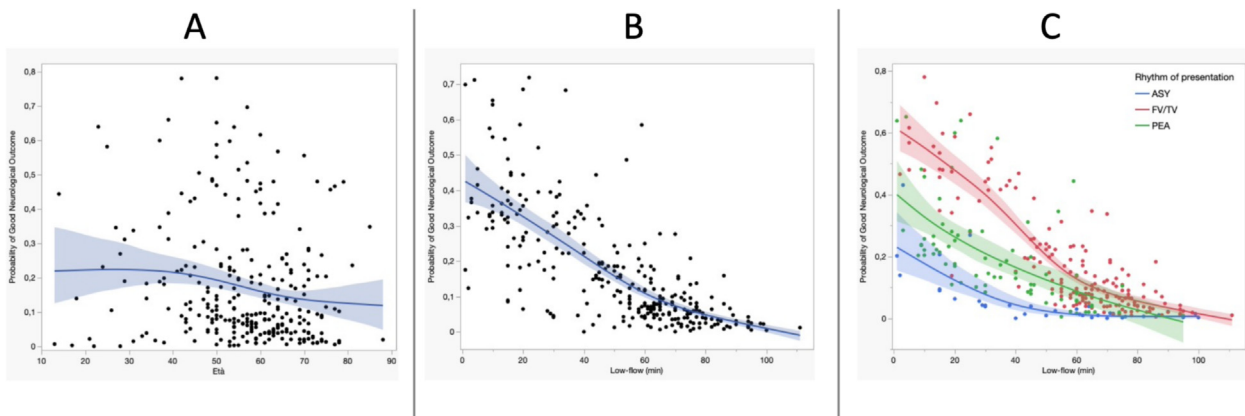 A
B
C
Probability of Good Neurological Outcome
0,8
0,7
0,6
0,5
0,4
0,3
0,2
0,1
0
10 20 30 40 50 60 70 80 90
Età
Probability of Good Neurological Outcome
0,7
0,6
0,5
0,4
0,3
0,2
0,1
0
0 20 40 60 80 100
Low-flow (min)
Probability of Good Neurological Outcome
0,8
0,6
0,4
0,2
0
0 20 40 60 80 100
Low-flow (min)
Rhythm of presentation
ASY
FV/TV
PEA